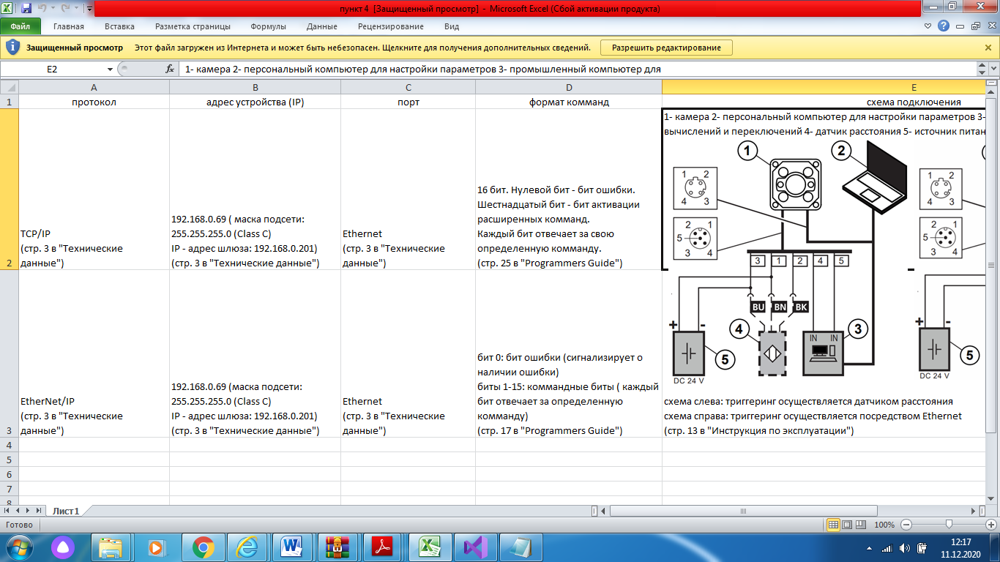 пункт 4 [Защищенный просмотр] - Microsoft Excel (Сбой активации продукта)
Файл Главная Вставка Разметка страницы Формулы Данные Рецензирование Вид
Защищенный просмотр Этот файл загружен из Интернета и может быть небезопасен. Щелкните для получения дополнительных сведений. Разрешить редактирование
E2 fx 1- камера 2- персональный компьютер для настройки параметров 3- промышленный компьютер для
A B C D E
1 протокол адрес устройства (IP) порт формат комманд схема подключения
2
TCP/IP
(стр. 3 в "Технические
данные")
192.168.0.69 ( маска подсети:
255.255.255.0 (Class C)
IP - адрес шлюза: 192.168.0.201)
(стр. 3 в "Технические данные")
Ethernet
(стр. 3 в "Технические
данные")
16 бит. Нулевой бит - бит ошибки.
Шестнадцатый бит - бит активации
расширенных комманд.
Каждый бит отвечает за свою
определенную комманду.
(стр. 25 в "Programmers Guide")
1- камера 2- персональный компьютер для настройки параметров 3-
вычислений и переключений 4- датчик расстояния 5- источник питан
1 2
1 2 1 2
4 3 4 3
1 2 1 2
5 5
4 3 4 3
3 1 2 4 5
BU BN BK
+ - 4 IN IN 3 + -
5 5
DC 24 V DC 24 V
3
EtherNet/IP
(стр. 3 в "Технические
данные")
192.168.0.69 (маска подсети:
255.255.255.0 (Class C)
IP - адрес шлюза: 192.168.0.201)
(стр. 3 в "Технические данные")
Ethernet
(стр. 3 в "Технические
данные")
бит 0: бит ошибки (сигнализирует о
наличии ошибки)
биты 1-15: коммандные биты ( каждый
бит отвечает за определенную
комманду)
(стр. 17 в "Programmers Guide")
схема слева: триггеринг осуществляется датчиком расстояния
схема справа: триггеринг осуществляется посредством Ethernet
(стр. 13 в "Инструкция по эксплуатации")
4
5
6
7
8
Лист1
Готово 100%
12:17
11.12.2020